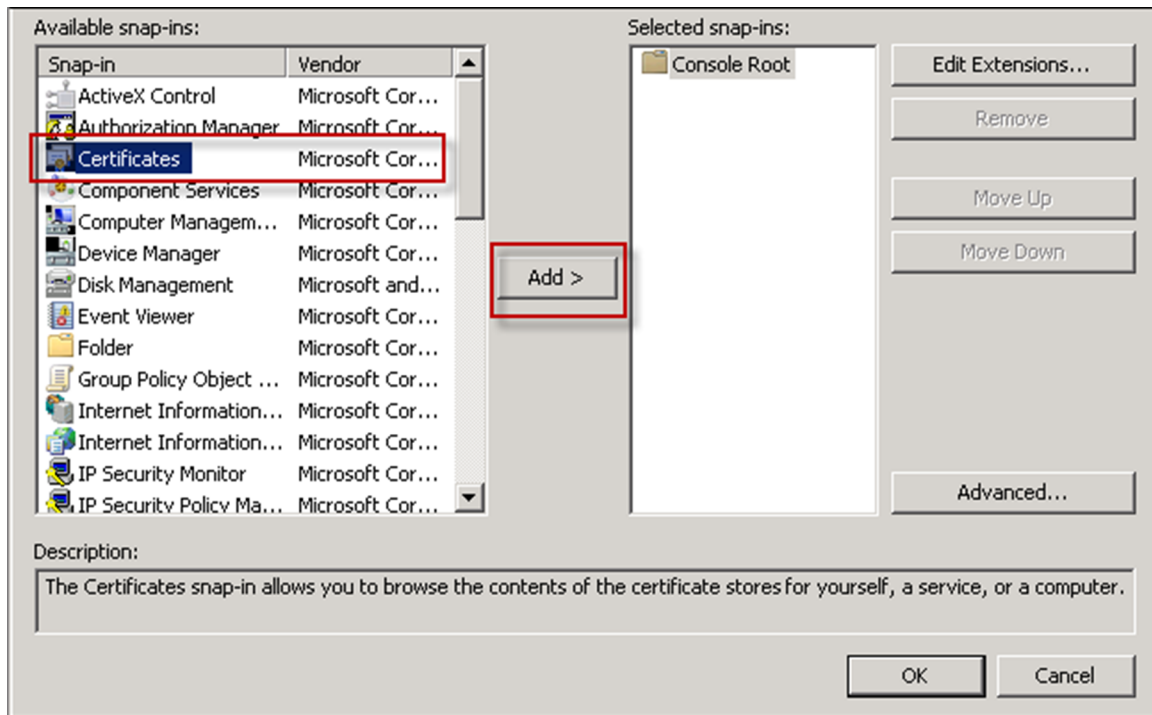 Available snap-ins:
Selected snap-ins:
Snap-in Vendor
Console Root
Edit Extensions...
ActiveX Control Microsoft Cor...
Remove
Authorization Manager Microsoft Cor...
Certificates Microsoft Cor...
Component Services Microsoft Cor...
Move Up
Computer Managem... Microsoft Cor...
Device Manager Microsoft Cor...
Move Down
Disk Management Microsoft and...
Add >
Event Viewer Microsoft Cor...
Folder Microsoft Cor...
Group Policy Object ... Microsoft Cor...
Internet Information... Microsoft Cor...
Internet Information... Microsoft Cor...
IP Security Monitor Microsoft Cor...
IP Security Policy Ma... Microsoft Cor...
Advanced...
Description:
The Certificates snap-in allows you to browse the contents of the certificate stores for yourself, a service, or a computer.
OK
Cancel